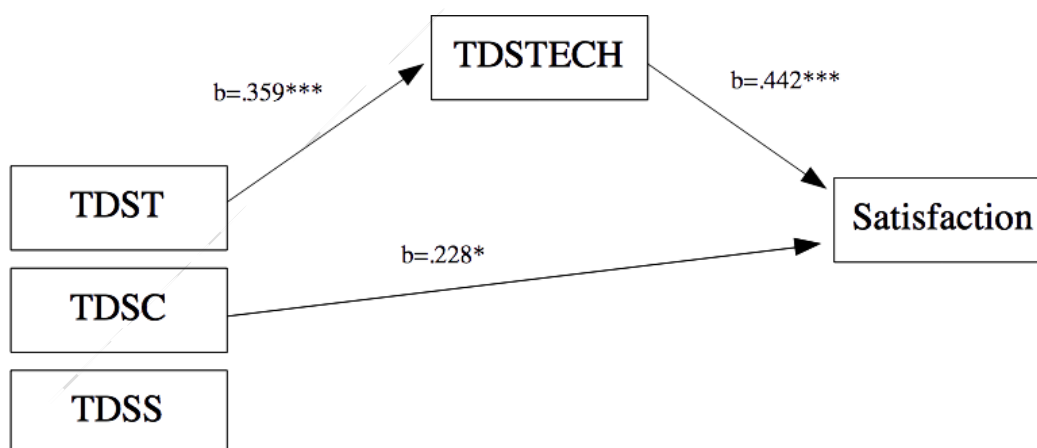 TDSTECH
b=.359***
b=.442***
TDST
Satisfaction
b=.228*
TDSC
TDSS